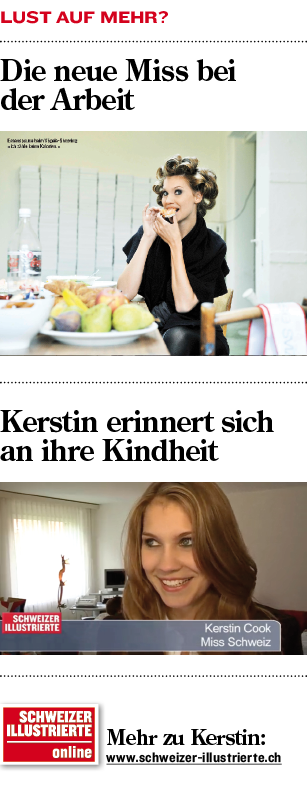 LUST AUF MEHR?
Die neue Miss bei
der Arbeit
Kerstin erinnert sich
an ihre Kindheit
SCHWEIZER
ILLUSTRIERTE
Kerstin Cook
Miss Schweiz
SCHWEIZER
ILLUSTRIERTE
online
Mehr zu Kerstin:
www.schweizer-illustrierte.ch